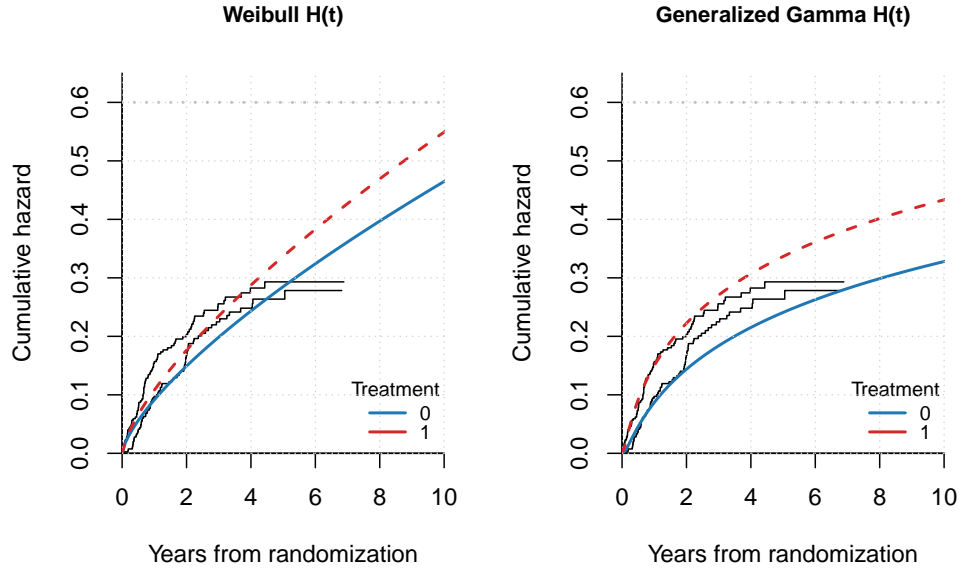 Weibull H(t)
Cumulative hazard
0.6
0.5
0.4
0.3
0.2
0.1
0.0
Treatment
0
1
0 2 4 6 8 10
Years from randomization
Generalized Gamma H(t)
Cumulative hazard
0.6
0.5
0.4
0.3
0.2
0.1
0.0
Treatment
0
1
0 2 4 6 8 10
Years from randomization